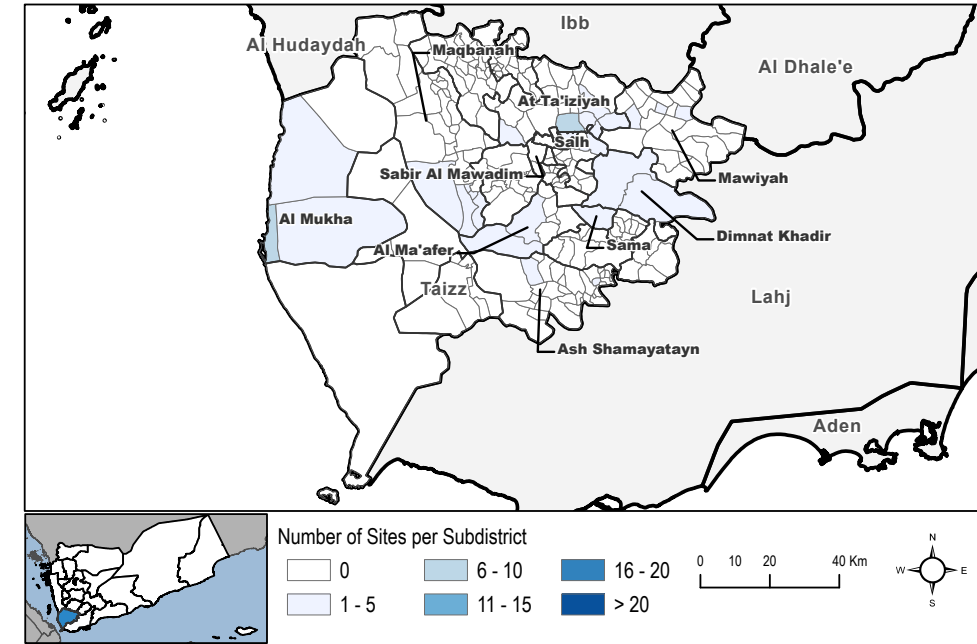 Ibb
Al Hudaydah
Maqbanah
Al Dhale'e
At-Ta'iziyah
Salh
Sabir Al Mawadim
Mawiyah
Al Mukha
Dimnat Khadir
Sama
Al Ma'afer
Taizz
Lahj
Ash Shamayatayn
Aden
Number of Sites per Subdistrict
0
6 - 10
16 - 20
1 - 5
11 - 15
> 20
0 10 20 40 Km
N
W E
S